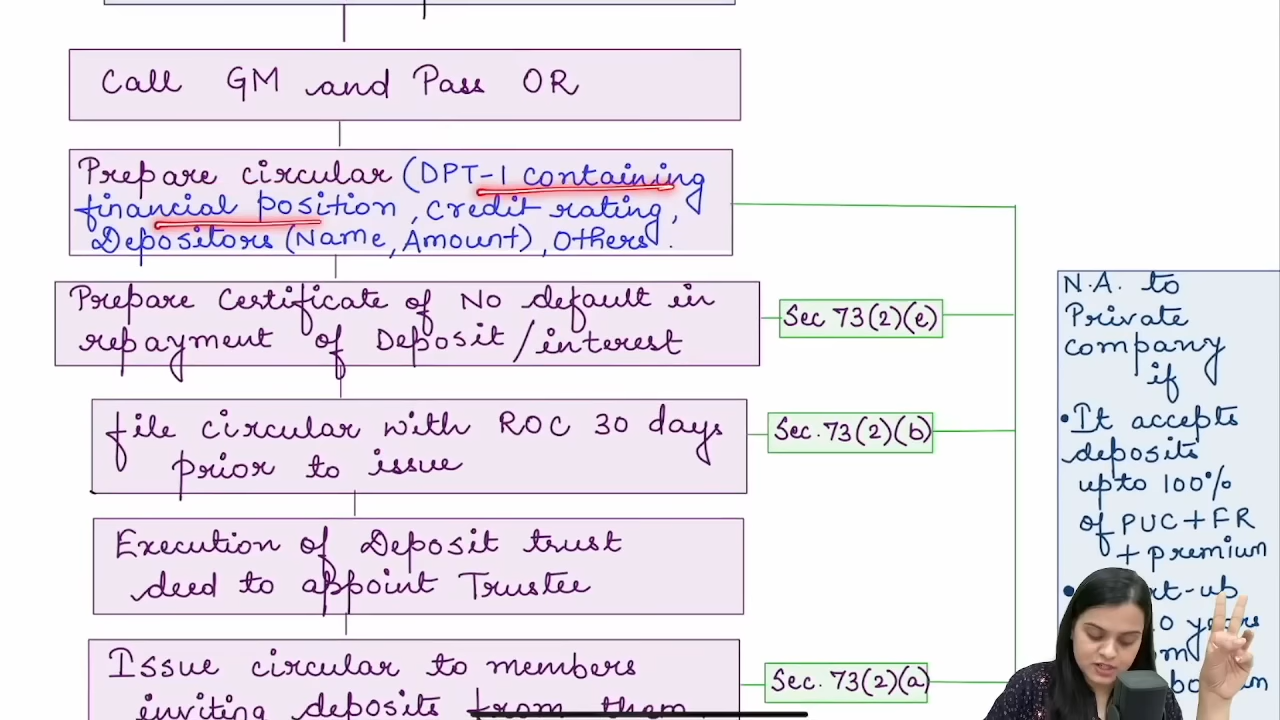 Call GM and Pass OR
Prepare circular (DPT-1 containing
financial position, credit rating,
Depositors (Name, Amount), Others.
Prepare Certificate of No default in
repayment of Deposit/interest
Sec 73(2)(e)
file circular with ROC 30 days
prior to issue
Sec. 73(2)(b)
Execution of Deposit trust
deed to appoint Trustee
Issue circular to members
inviting deposits from them.
Sec. 73(2)(a)
N.A. to
Private
company
if
• It accepts
deposits
upto 100%
of PUC + FR
+ premium